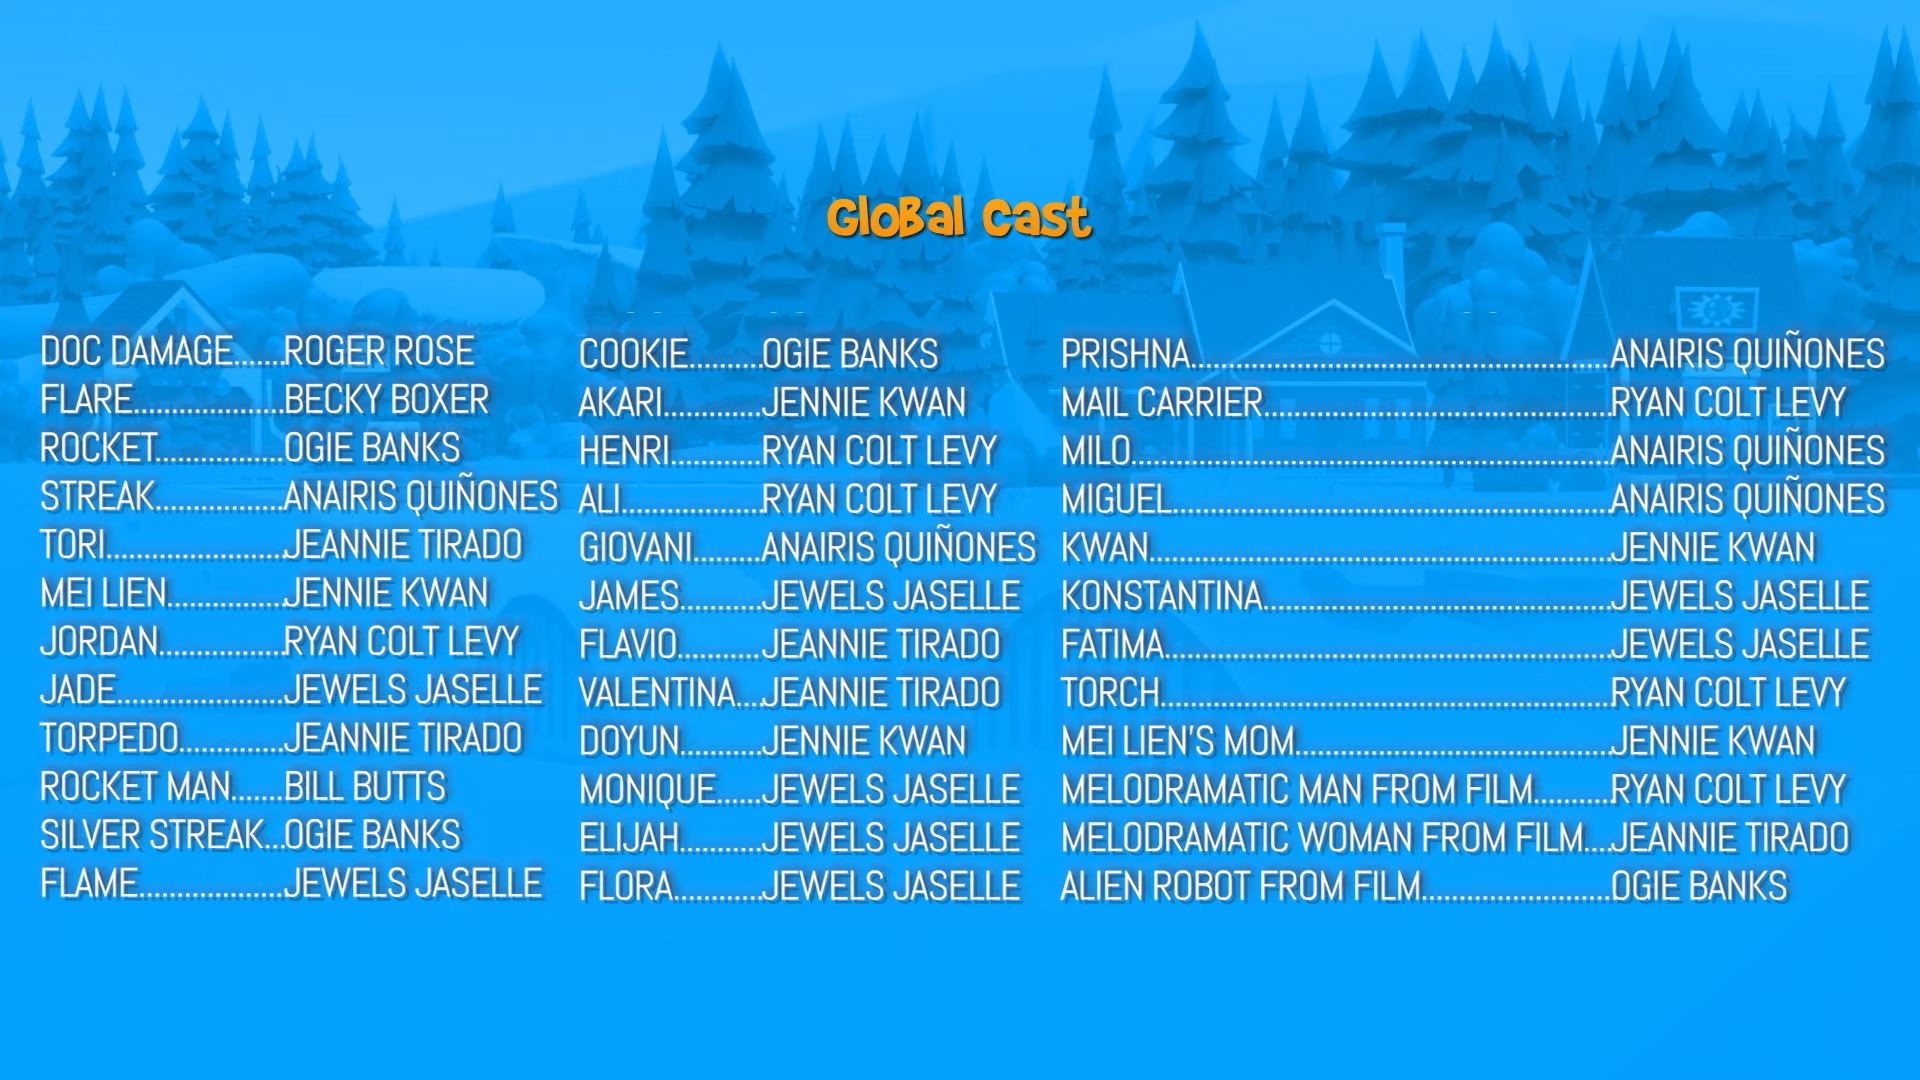 Global Cast
DOC DAMAGE.......ROGER ROSE
FLARE....................BECKY BOXER
ROCKET.................OGIE BANKS
STREAK.................ANAIRIS QUIÑONES
TORI........................JEANNIE TIRADO
MEI LIEN................JENNIE KWAN
JORDAN.................RYAN COLT LEVY
JADE......................JEWELS JASELLE
TORPEDO..............JEANNIE TIRADO
ROCKET MAN.......BILL BUTTS
SILVER STREAK...OGIE BANKS
FLAME...................JEWELS JASELLE
COOKIE..........OGIE BANKS
AKARI.............JENNIE KWAN
HENRI............RYAN COLT LEVY
ALI...................RYAN COLT LEVY
GIOVANI.........ANAIRIS QUIÑONES
JAMES...........JEWELS JASELLE
FLAVIO...........JEANNIE TIRADO
VALENTINA....JEANNIE TIRADO
DOYUN...........JENNIE KWAN
MONIQUE......JEWELS JASELLE
ELIJAH...........JEWELS JASELLE
FLORA............JEWELS JASELLE
PRISHNA.......................................................ANAIRIS QUIÑONES
MAIL CARRIER..............................................RYAN COLT LEVY
MILO...............................................................ANAIRIS QUIÑONES
MIGUEL..........................................................ANAIRIS QUIÑONES
KWAN.............................................................JENNIE KWAN
KONSTANTINA..............................................JEWELS JASELLE
FATIMA...........................................................JEWELS JASELLE
TORCH............................................................RYAN COLT LEVY
MEI LIEN'S MOM..........................................JENNIE KWAN
MELODRAMATIC MAN FROM FILM...........RYAN COLT LEVY
MELODRAMATIC WOMAN FROM FILM....JEANNIE TIRADO
ALIEN ROBOT FROM FILM.........................OGIE BANKS